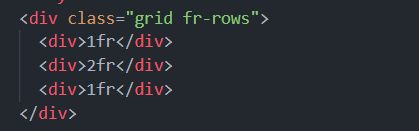 <div class="grid fr-rows">
<div>1fr</div>
<div>2fr</div>
<div>1fr</div>
</div>